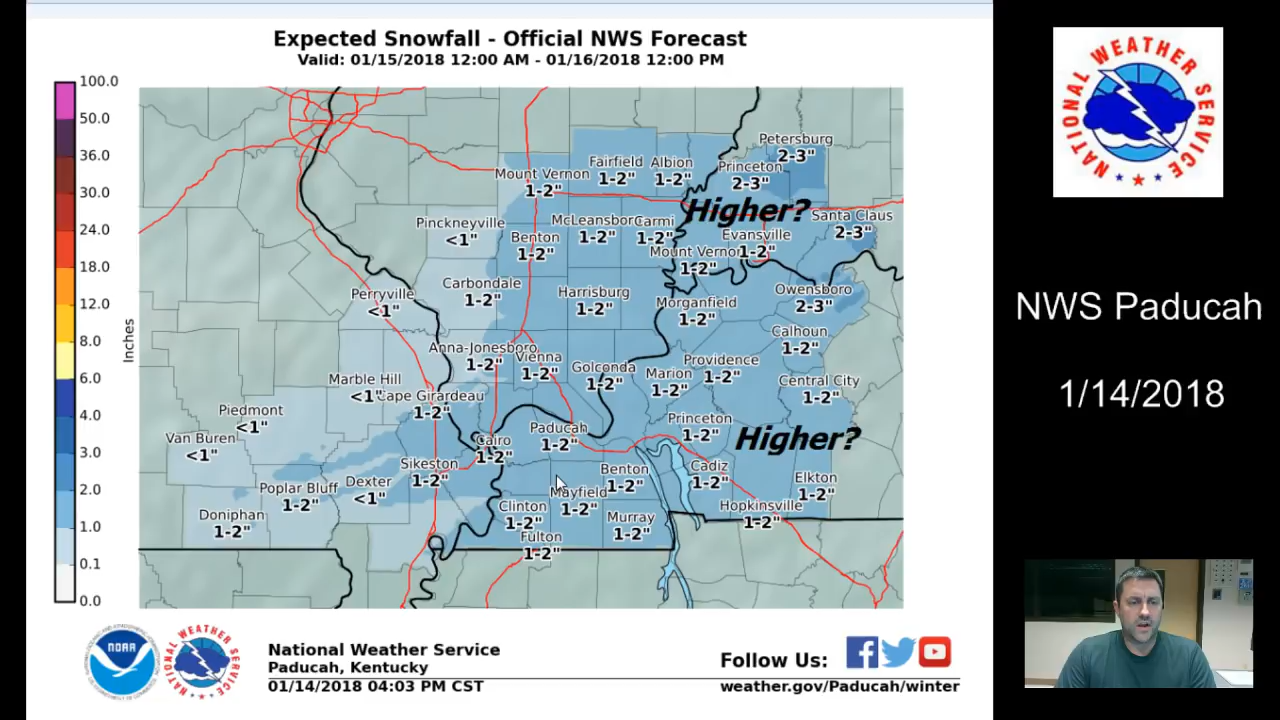 Expected Snowfall - Official NWS Forecast
Valid: 01/15/2018 12:00 AM - 01/16/2018 12:00 PM
100.0
50.0
36.0
30.0
24.0
18.0
12.0
8.0
6.0
4.0
3.0
2.0
1.0
0.1
0.0
Inches
Petersburg
2-3"
Fairfield
1-2"
Albion
1-2"
Princeton
2-3"
Mount Vernon
1-2"
Higher?
Santa Claus
2-3"
Pinckneyville
<1"
McLeansboro
1-2"
Carmi
1-2"
Benton
1-2"
Evansville
1-2"
Mount Vernon
1-2"
Carbondale
1-2"
Perryville
<1"
Harrisburg
1-2"
Morganfield
1-2"
Owensboro
2-3"
Calhoun
1-2"
Anna-Jonesboro
1-2"
Vienna
1-2"
Golconda
1-2"
Providence
1-2"
Marion
1-2"
Central City
1-2"
Marble Hill
<1"
Cape Girardeau
1-2"
Piedmont
<1"
Van Buren
<1"
Princeton
1-2"
Higher?
Paducah
1-2"
Cairo
1-2"
Sikeston
1-2"
Benton
1-2"
Cadiz
1-2"
Elkton
1-2"
Poplar Bluff
1-2"
Dexter
<1"
Mayfield
1-2"
Clinton
1-2"
Murray
1-2"
Hopkinsville
1-2"
Doniphan
1-2"
Fulton
1-2"
NOAA
NATIONAL WEATHER SERVICE
National Weather Service
Paducah, Kentucky
01/14/2018 04:03 PM CST
Follow Us:
weather.gov/Paducah/winter
NATIONAL WEATHER SERVICE
NWS Paducah
1/14/2018